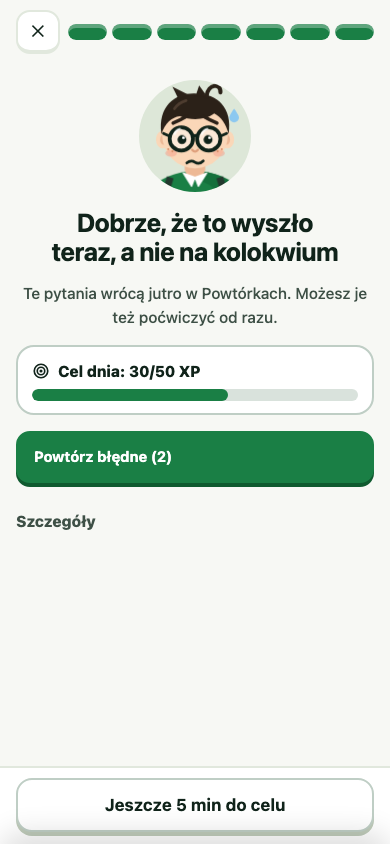 Dobrze, że to wyszło
teraz, a nie na kolokwium
Te pytania wrócą jutro w Powtórkach. Możesz je
też poćwiczyć od razu.
Cel dnia: 30/50 XP
Powtórz błędne (2)
Szczegóły
Jeszcze 5 min do celu